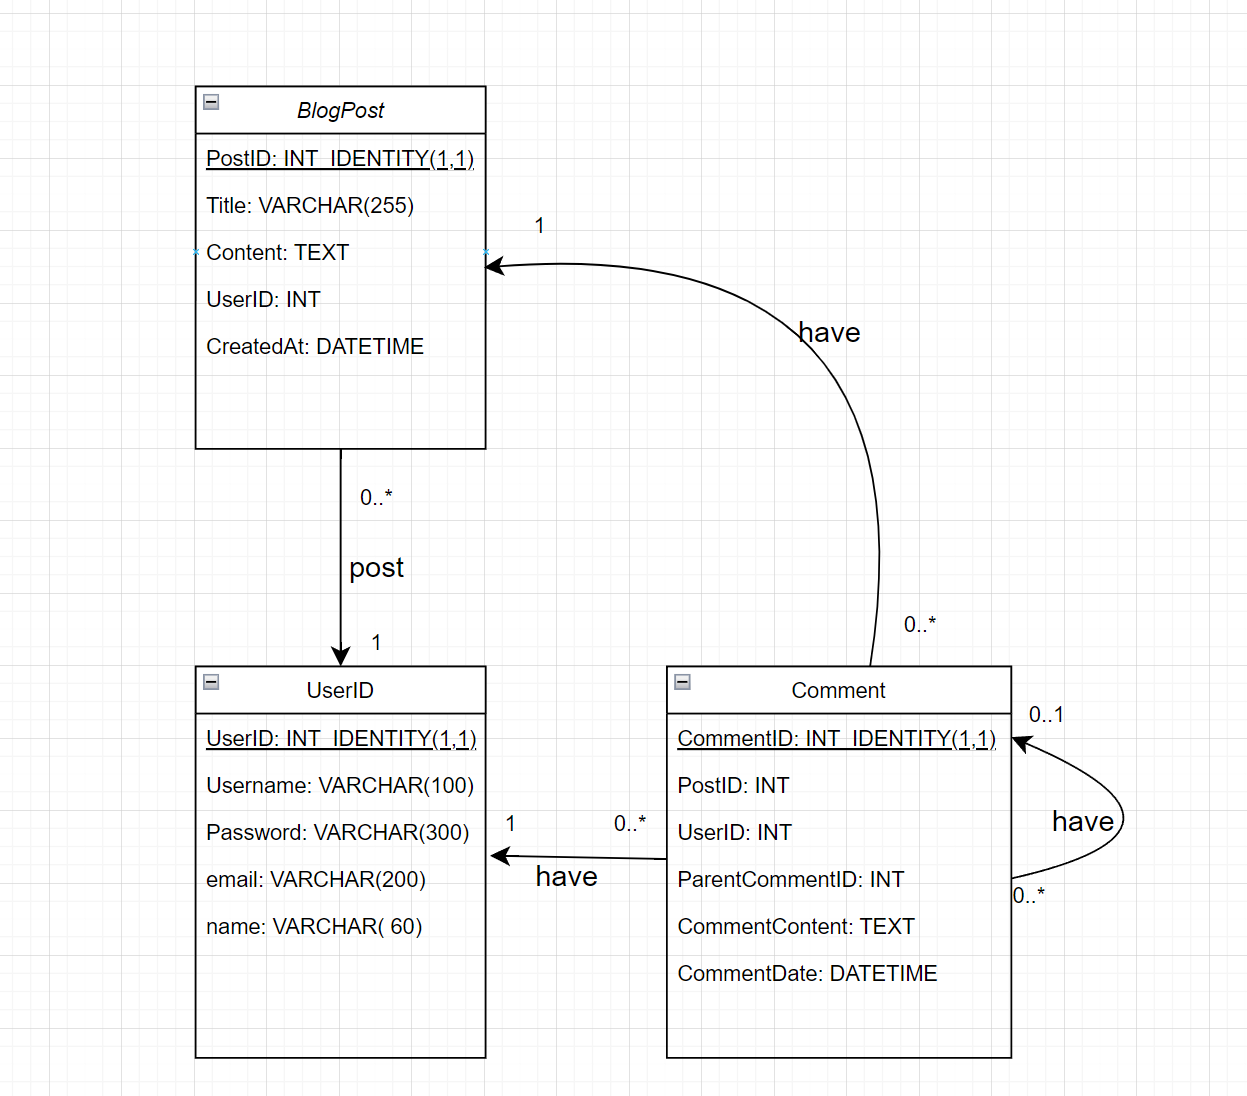 BlogPost
PostID: INT IDENTITY(1,1)
Title: VARCHAR(255)
Content: TEXT
UserID: INT
CreatedAt: DATETIME
1
have
0..*
post
1
0..*
UserID
UserID: INT IDENTITY(1,1)
Username: VARCHAR(100)
Password: VARCHAR(300)
email: VARCHAR(200)
name: VARCHAR( 60)
1
0..*
have
Comment
CommentID: INT IDENTITY(1,1)
PostID: INT
UserID: INT
ParentCommentID: INT
CommentContent: TEXT
CommentDate: DATETIME
0..1
have
0..*